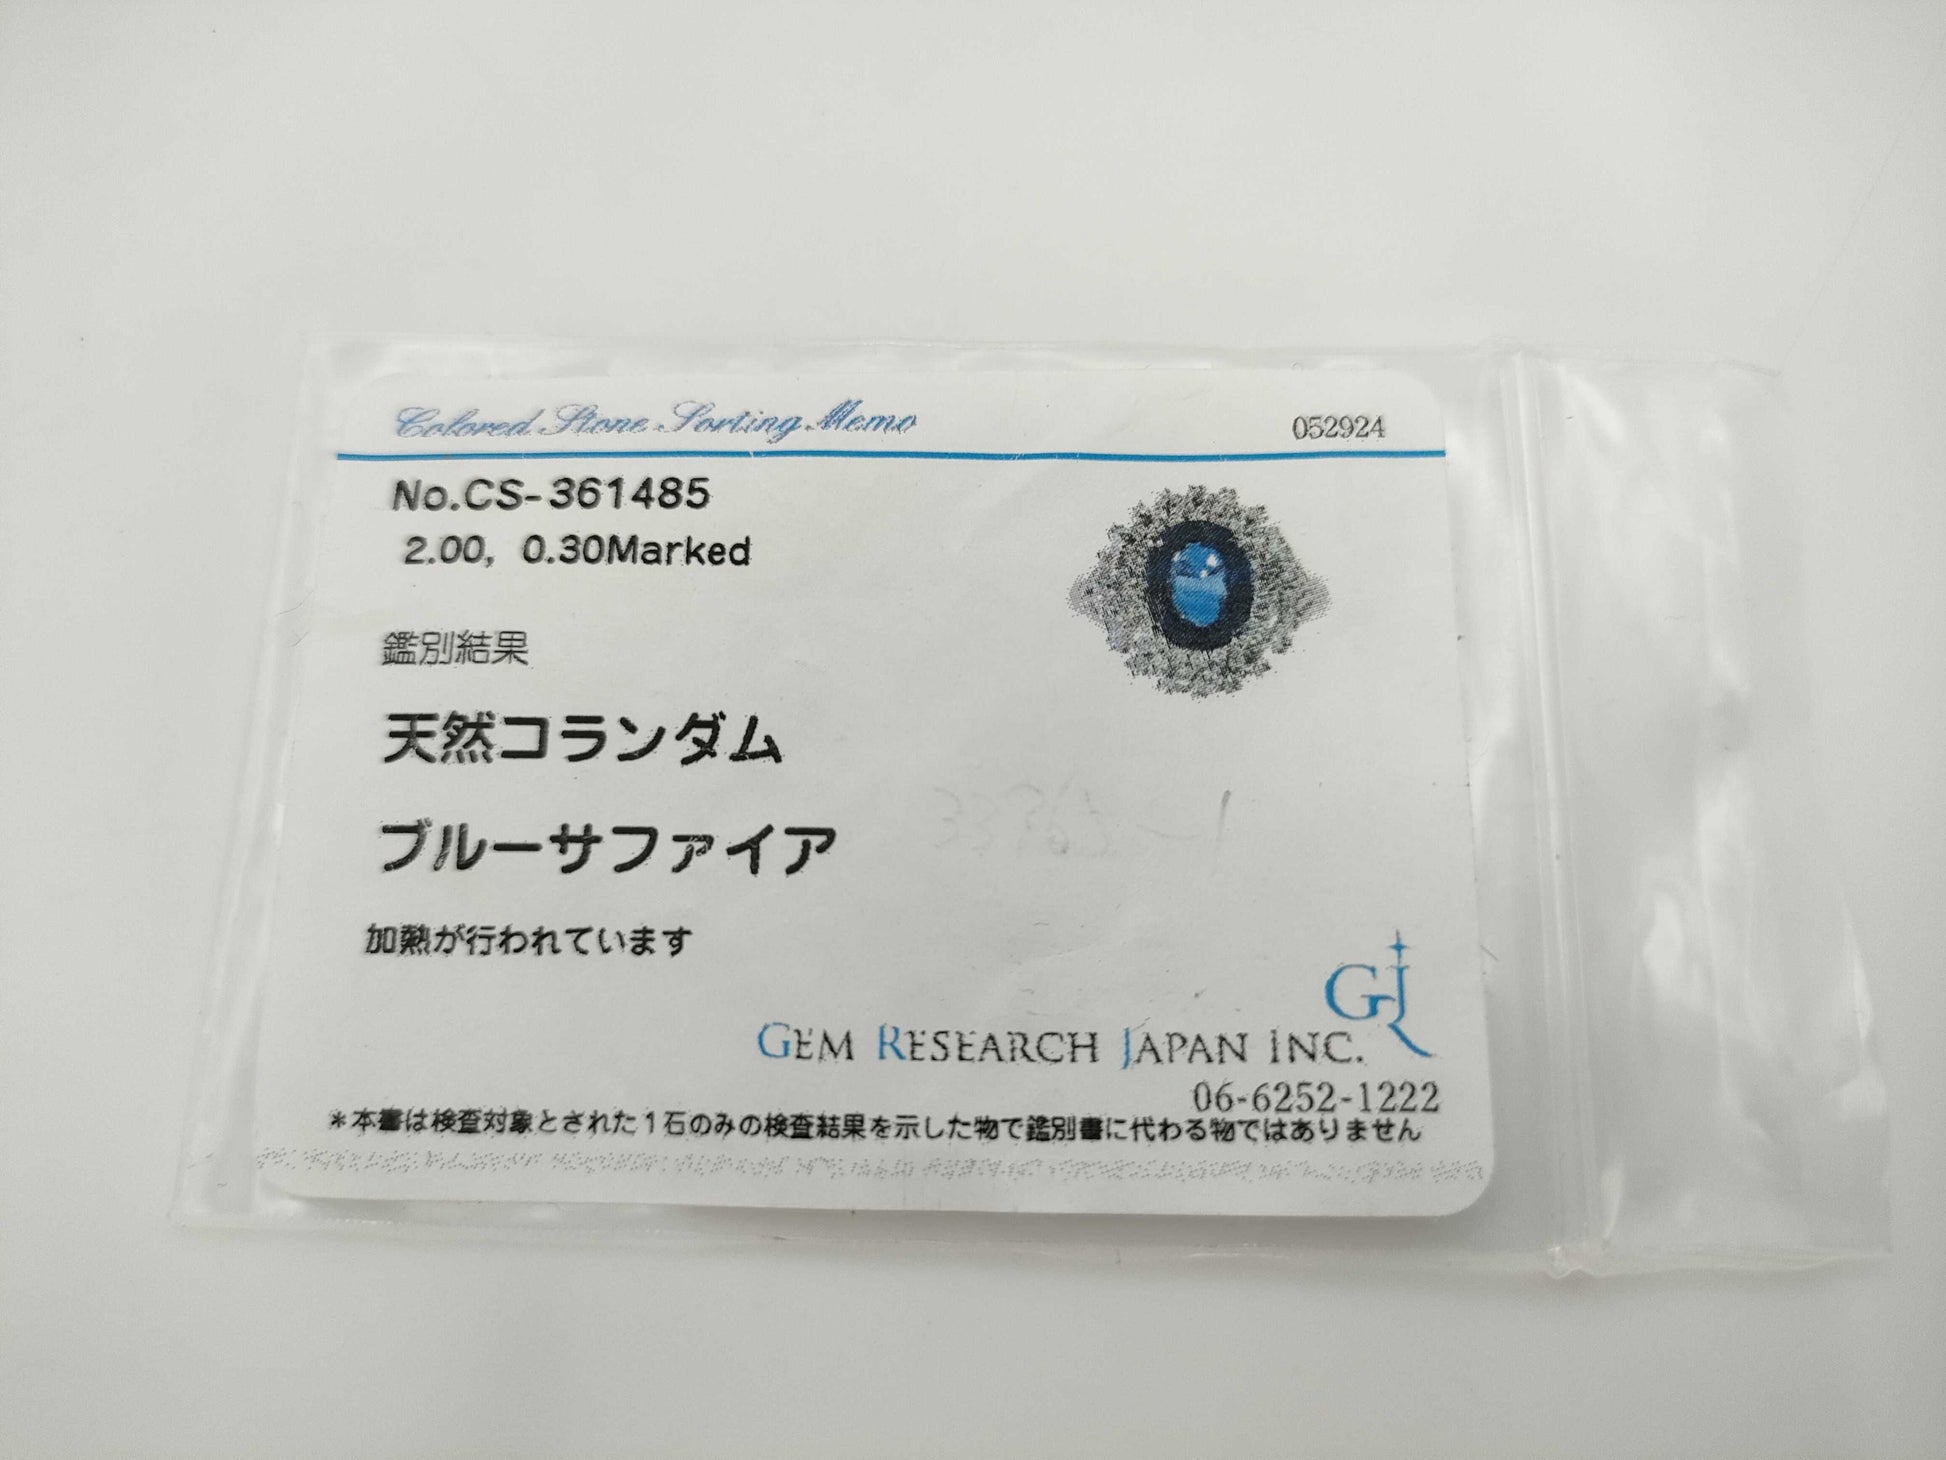 Colored Stone Sorting Memo
052924
No.CS-361485
2.00, 0.30Marked
鑑別結果
天然コランダム
ブルーサファイア
加熱が行われています
GJR
GEM RESEARCH JAPAN INC.
06-6252-1222
*本書は検査対象とされた1石のみの検査結果を示した物で鑑別書に代わる物ではありません